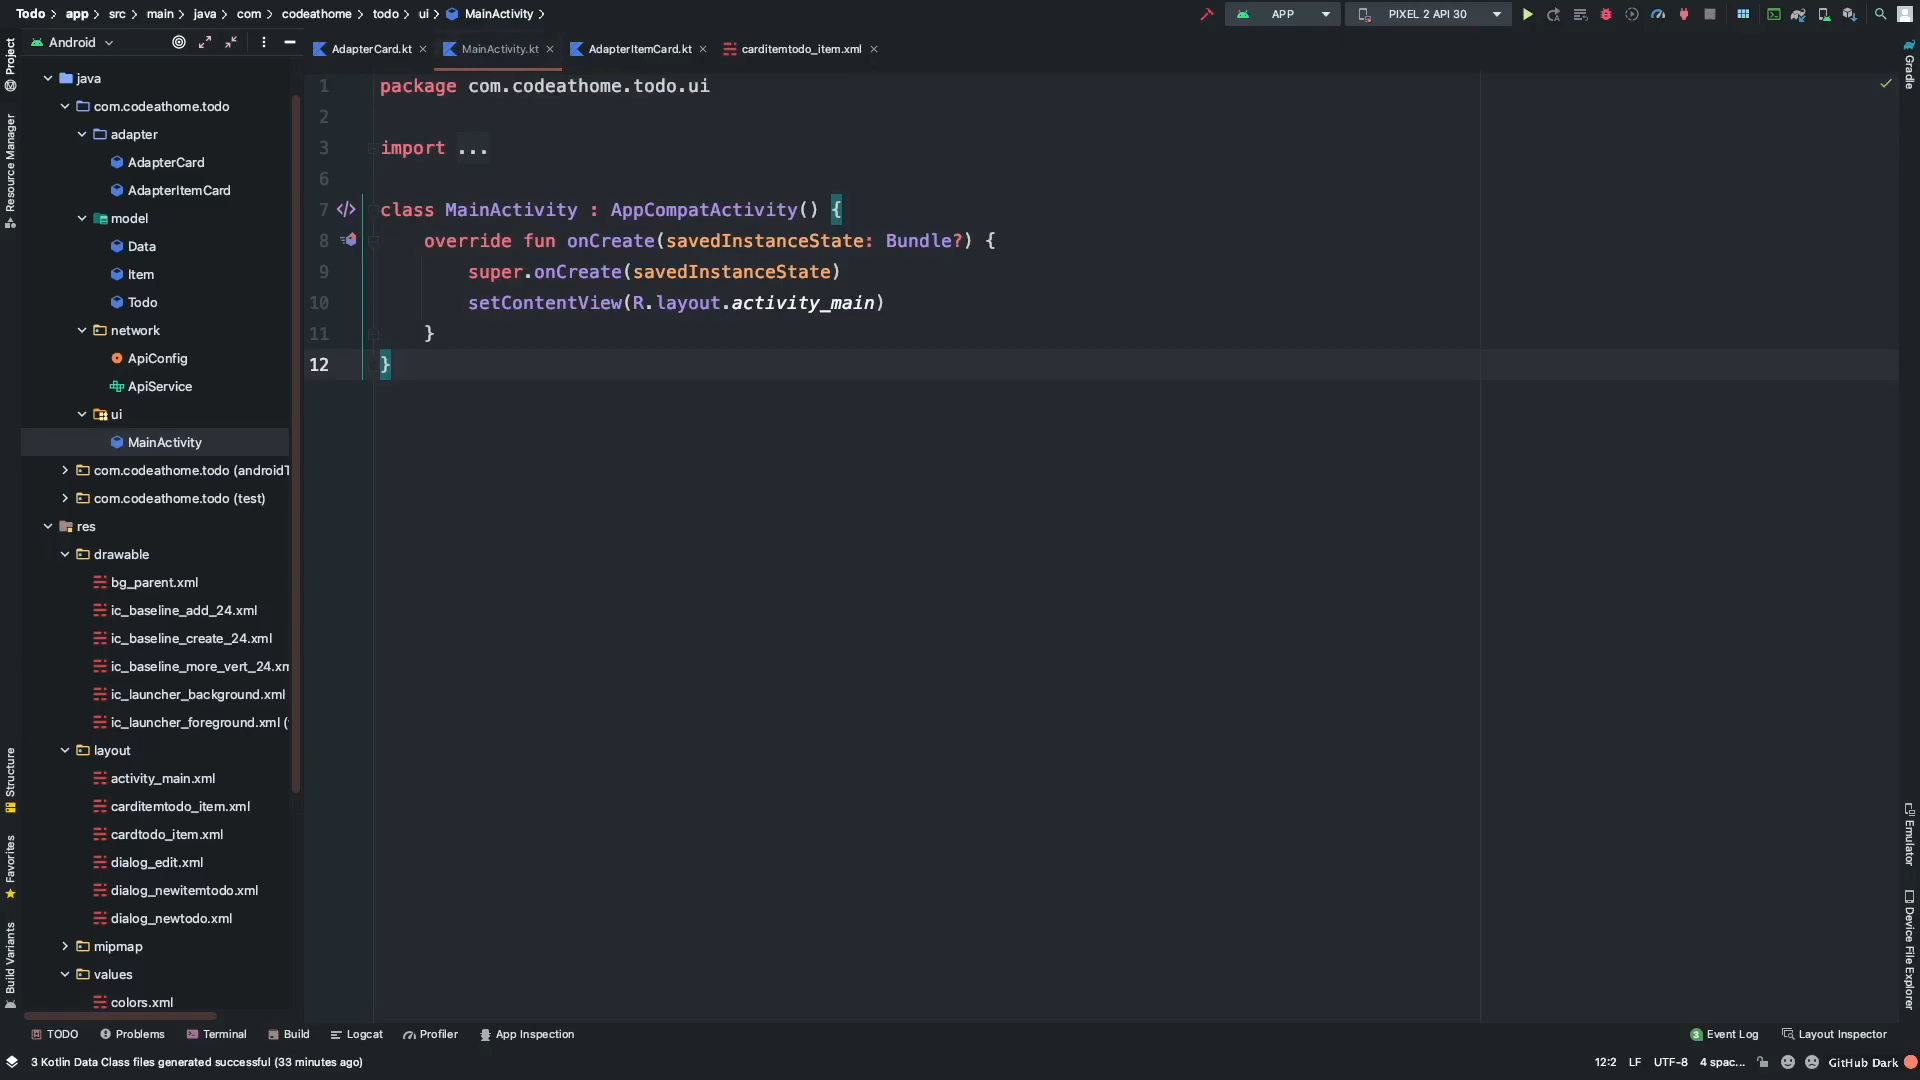 Todo app src main java com codeathome todo ui MainActivity
APP PIXEL 2 API 30
Android
AdapterCard.kt MainActivity.kt AdapterItemCard.kt carditemtodo_item.xml
Project
Resource Manager
Structure
Favorites
Build Variants
java
com.codeathome.todo
adapter
AdapterCard
AdapterItemCard
model
Data
Item
Todo
network
ApiConfig
ApiService
ui
MainActivity
com.codeathome.todo (androidT
com.codeathome.todo (test)
res
drawable
bg_parent.xml
ic_baseline_add_24.xml
ic_baseline_create_24.xml
ic_baseline_more_vert_24.xm
ic_launcher_background.xml
ic_launcher_foreground.xml (
layout
activity_main.xml
carditemtodo_item.xml
cardtodo_item.xml
dialog_edit.xml
dialog_newitemtodo.xml
dialog_newtodo.xml
mipmap
values
colors.xml
1 package com.codeathome.todo.ui
2
3 import ...
6
7 class MainActivity : AppCompatActivity() {
8 override fun onCreate(savedInstanceState: Bundle?) {
9 super.onCreate(savedInstanceState)
10 setContentView(R.layout.activity_main)
11 }
12 }
Gradle
Emulator
Device File Explorer
TODO Problems Terminal Build Logcat Profiler App Inspection 3 Event Log Layout Inspector
3 Kotlin Data Class files generated successful (33 minutes ago) 12:2 LF UTF-8 4 spac... GitHub Dark